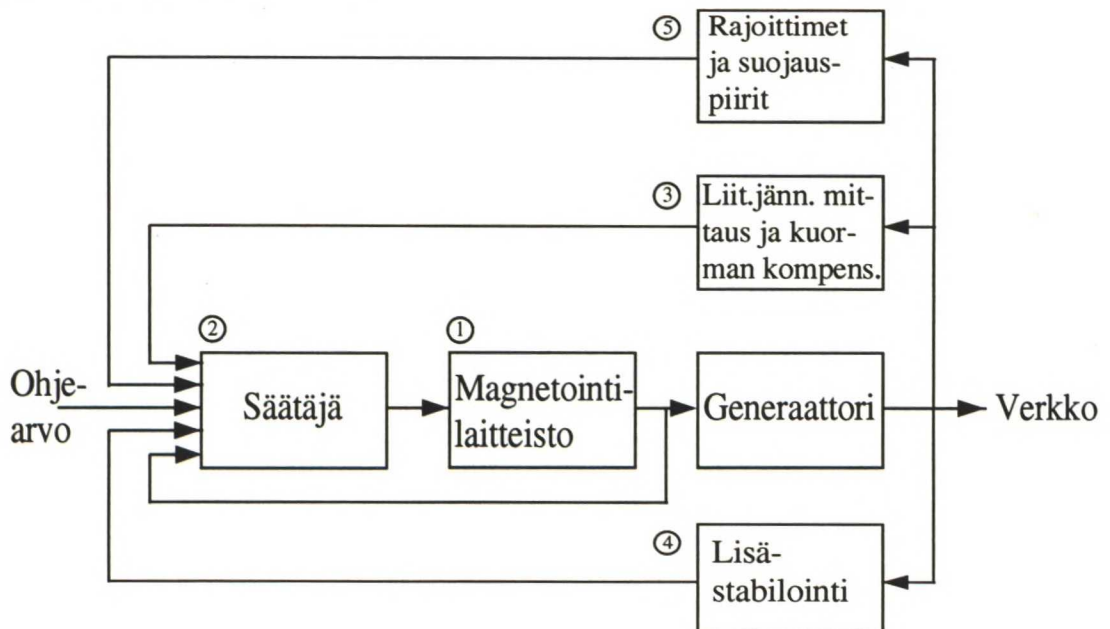 ⑤
Rajoittimet
ja suojaus-
piirit
③
Liit.jänn. mit-
taus ja kuor-
man kompens.
②
①
Ohje-
arvo
Säätäjä
Magnetointi-
laitteisto
Generaattori
Verkko
④
Lisä-
stabilointi